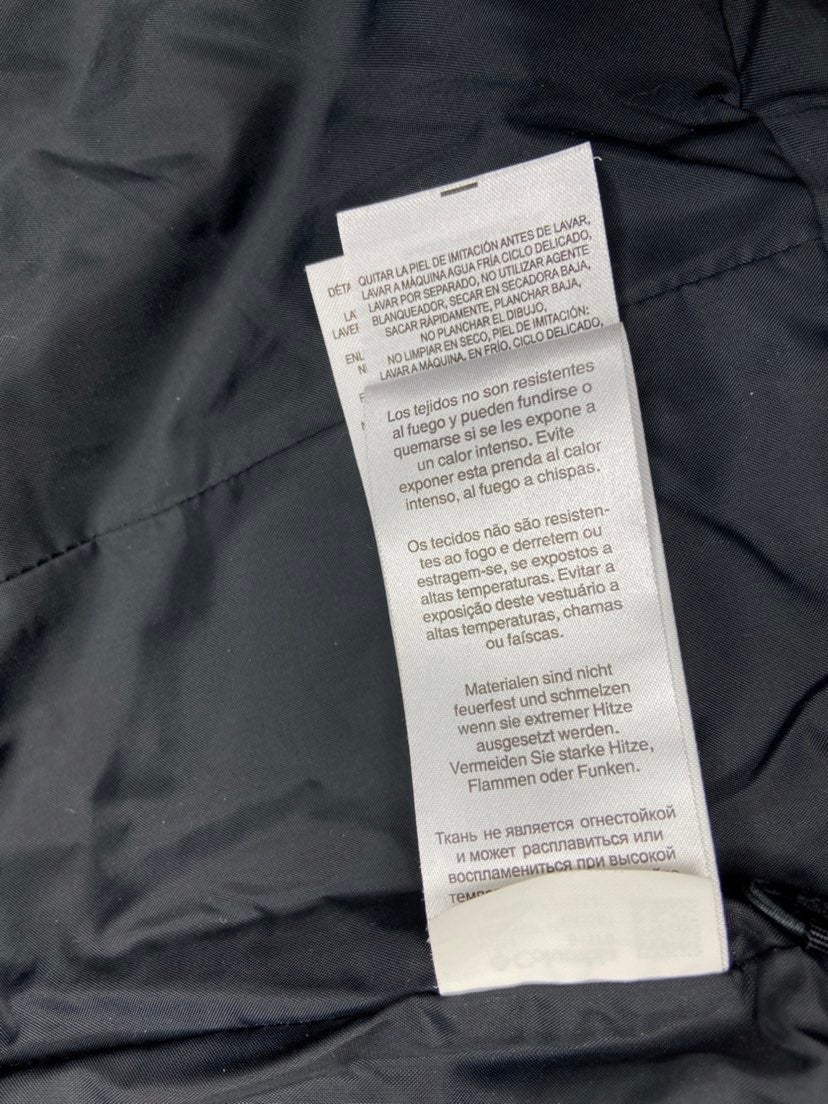 QUITAR LA PIEL DE IMITACIÓN ANTES DE LAVAR,
LAVAR A MÁQUINA AGUA FRÍA CICLO DELICADO,
LAVAR POR SEPARADO, NO UTILIZAR AGENTE
BLANQUEADOR, SECAR EN SECADORA BAJA,
SACAR RÁPIDAMENTE, PLANCHAR BAJA,
NO PLANCHAR EL DIBUJO,
NO LIMPIAR EN SECO, PIEL DE IMITACIÓN:
LAVAR A MÁQUINA, EN FRÍO, CICLO DELICADO,
DÉTA
LA
LAVER
ENL
Los tejidos no son resistentes
al fuego y pueden fundirse o
quemarse si se les expone a
un calor intenso. Evite
exponer esta prenda al calor
intenso, al fuego a chispas.
Os tecidos não são resisten-
tes ao fogo e derretem ou
estragem-se, se expostos a
altas temperaturas. Evitar a
exposição deste vestuário a
altas temperaturas, chamas
ou faíscas.
Materialen sind nicht
feuerfest und schmelzen
wenn sie extremer Hitze
ausgesetzt werden.
Vermeiden Sie starke Hitze,
Flammen oder Funken.
Ткань не является огнестойкой
и может расплавиться или
воспламениться при высокой